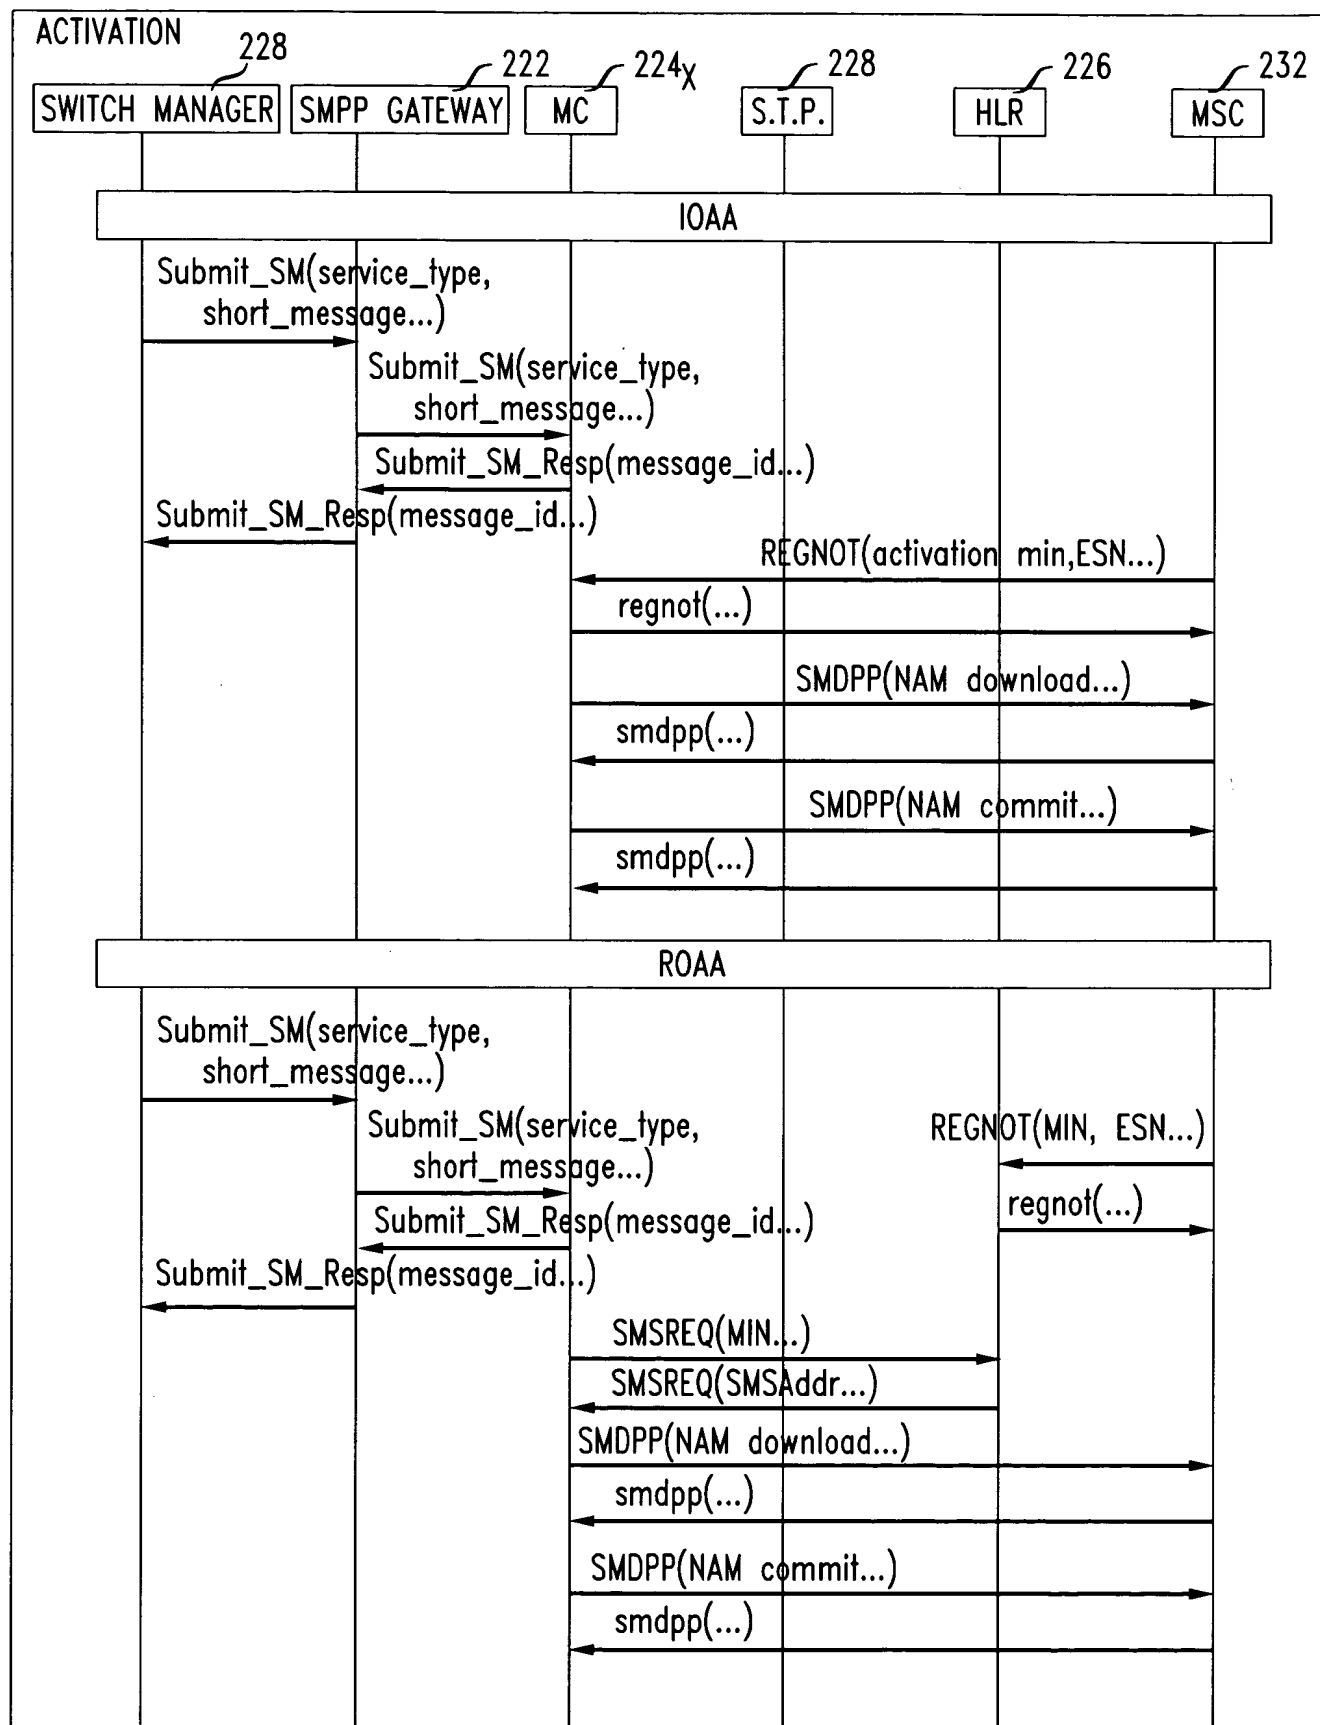 ACTIVATION
228
222
224x
228
226
232
SWITCH MANAGER
SMPP GATEWAY
MC
S.T.P.
HLR
MSC
IOAA
Submit_SM(service_type,
short_message...)
Submit_SM(service_type,
short_message...)
Submit_SM_Resp(message_id...)
Submit_SM_Resp(message_id...)
REGNOT(activation min,ESN...)
regnot(...)
SMDPP(NAM download...)
smdpp(...)
SMDPP(NAM commit...)
smdpp(...)
ROAA
Submit_SM(service_type,
short_message...)
Submit_SM(service_type,
short_message...)
REGNOT(MIN, ESN...)
regnot(...)
Submit_SM_Resp(message_id...)
Submit_SM_Resp(message_id...)
SMSREQ(MIN...)
SMSREQ(SMSAddr...)
SMDPP(NAM download...)
smdpp(...)
SMDPP(NAM commit...)
smdpp(...)